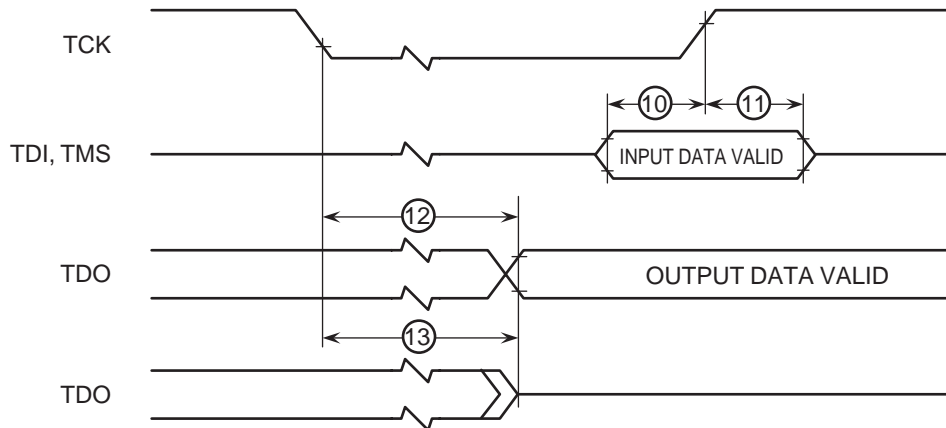 TCK
10
11
TDI, TMS
INPUT DATA VALID
12
TDO
OUTPUT DATA VALID
13
TDO